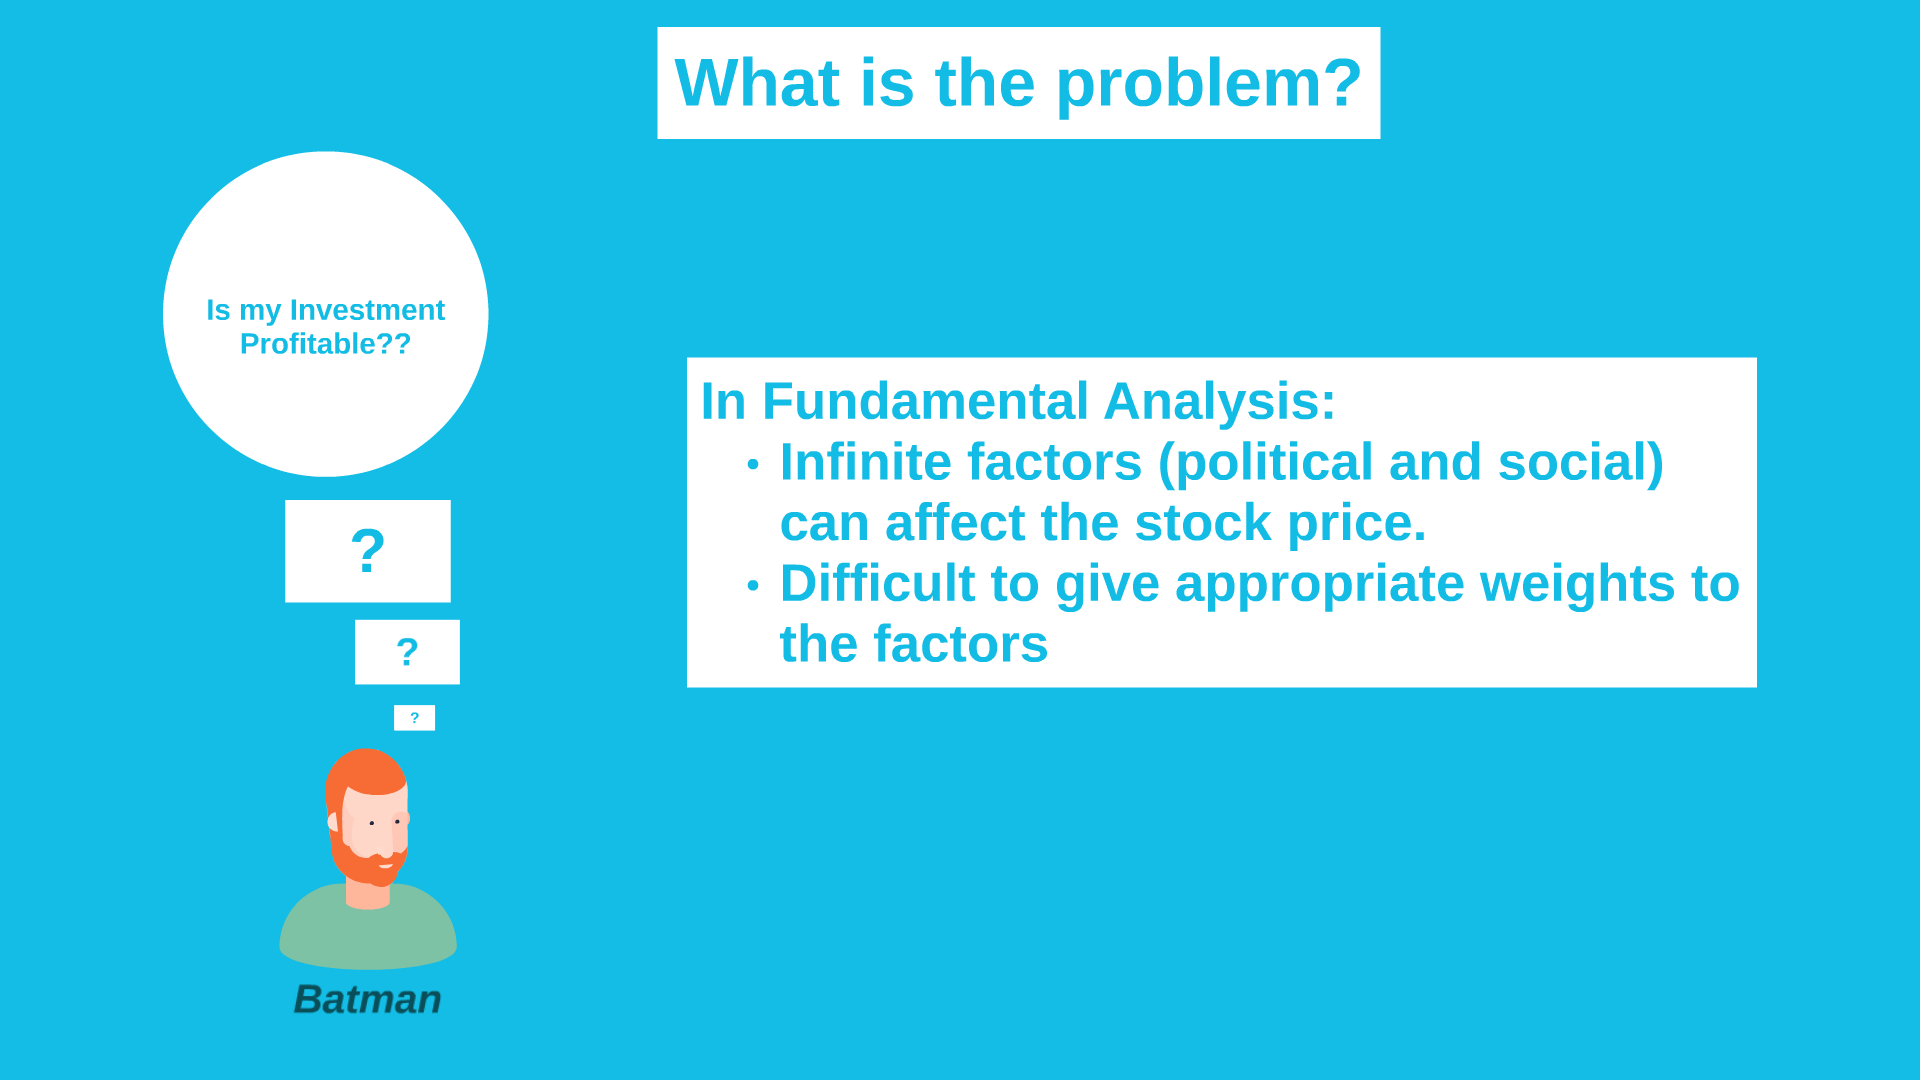 What is the problem?
Is my Investment
Profitable??
?
?
?
Batman
In Fundamental Analysis:
• Infinite factors (political and social)
can affect the stock price.
• Difficult to give appropriate weights to
the factors